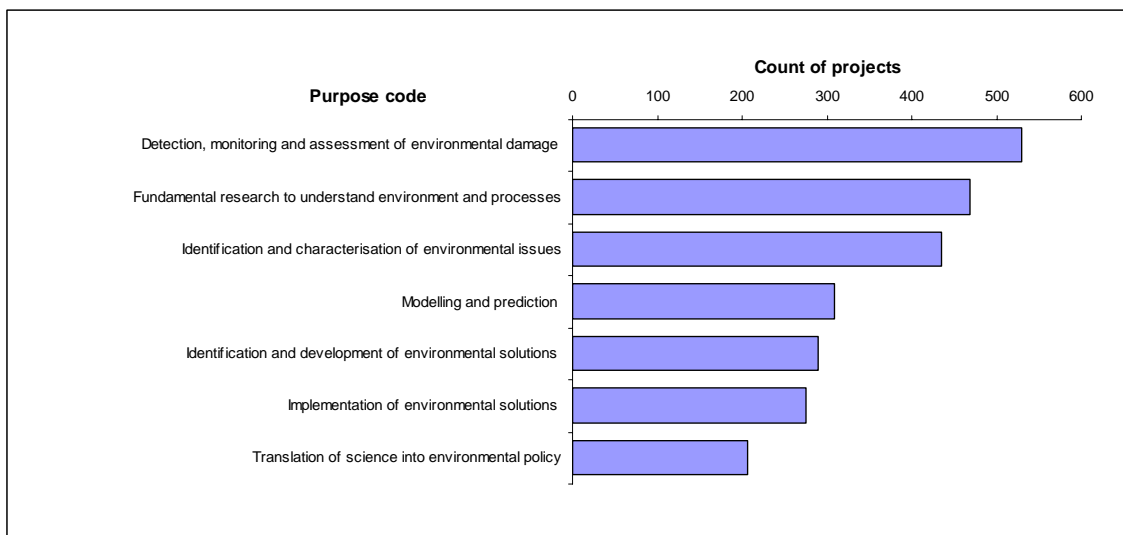 Count of projects
Purpose code
0 100 200 300 400 500 600
Detection, monitoring and assessment of environmental damage
Fundamental research to understand environment and processes
Identification and characterisation of environmental issues
Modelling and prediction
Identification and development of environmental solutions
Implementation of environmental solutions
Translation of science into environmental policy